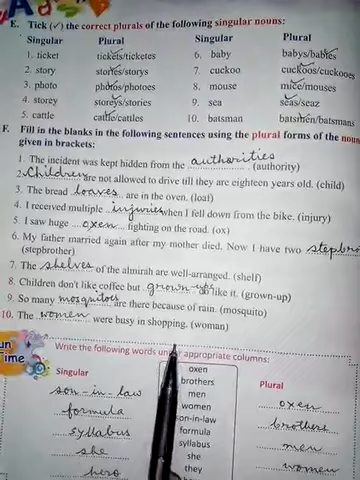 E. Tick (✓) the correct plurals of the following singular nouns:
Singular Plural Singular Plural
1. ticket tickets/ticketes 6. baby babys/babies
2. story stories/storys 7. cuckoo cuckoos/cuckooes
3. photo photos/photoes 8. mouse mice/mouses
4. storey storeys/stories 9. sea seas/seaz
5. cattle cattle/cattles 10. batsman batsmen/batsmans
F. Fill in the blanks in the following sentences using the plural forms of the nouns
given in brackets:
1. The incident was kept hidden from the authorities. (authority)
2. Children are not allowed to drive till they are eighteen years old. (child)
3. The bread loaves are in the oven. (loaf)
4. I received multiple injuries when I fell down from the bike. (injury)
5. I saw huge oxen fighting on the road. (ox)
6. My father married again after my mother died. Now I have two stepbro
(stepbrother)
7. The shelves of the almirah are well-arranged. (shelf)
8. Children don't like coffee but grown-ups do like it. (grown-up)
9. So many mosquitoes are there because of rain. (mosquito)
10. The women were busy in shopping. (woman)
un
ime
Write the following words under appropriate columns:
Singular
Plural
oxen
brothers
men
women
son-in-law
formula
syllabus
she
they
son-in-law
formula
syllabus
she
hero
oxen
brothers
men
women